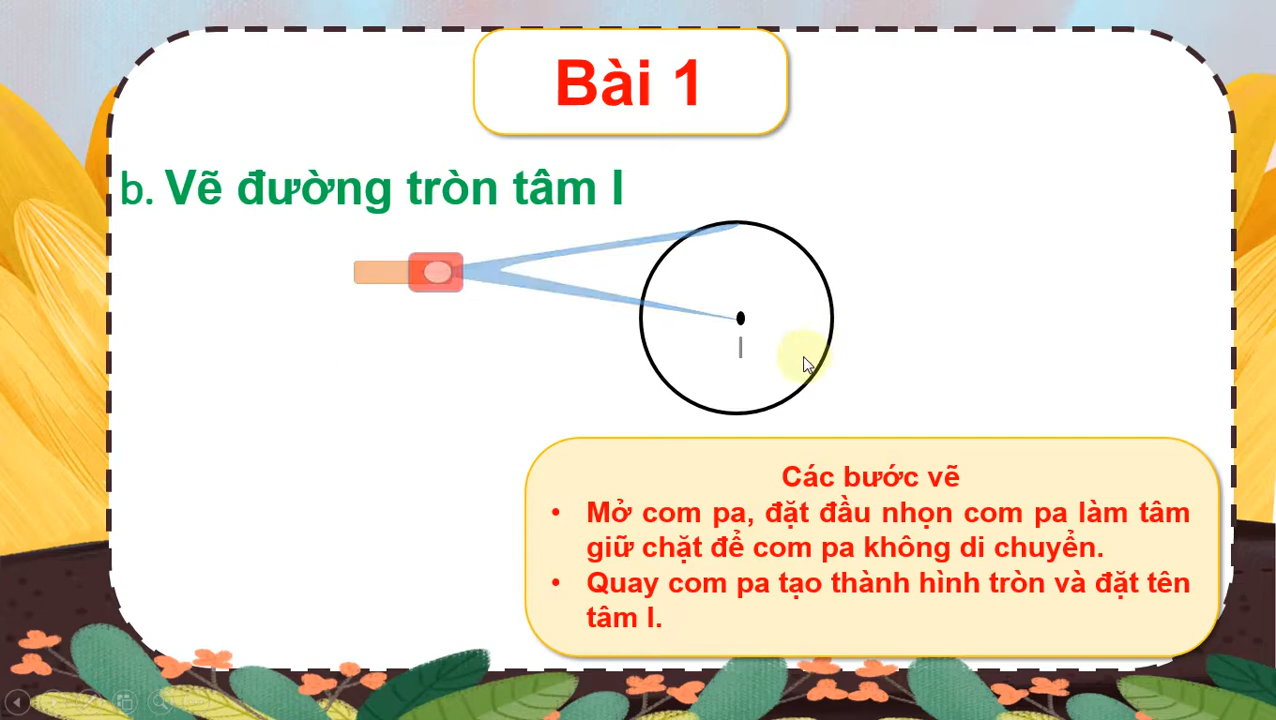 Bài 1
b. Vẽ đường tròn tâm I
I
Các bước vẽ
• Mở com pa, đặt đầu nhọn com pa làm tâm
giữ chặt để com pa không di chuyển.
• Quay com pa tạo thành hình tròn và đặt tên
tâm I.